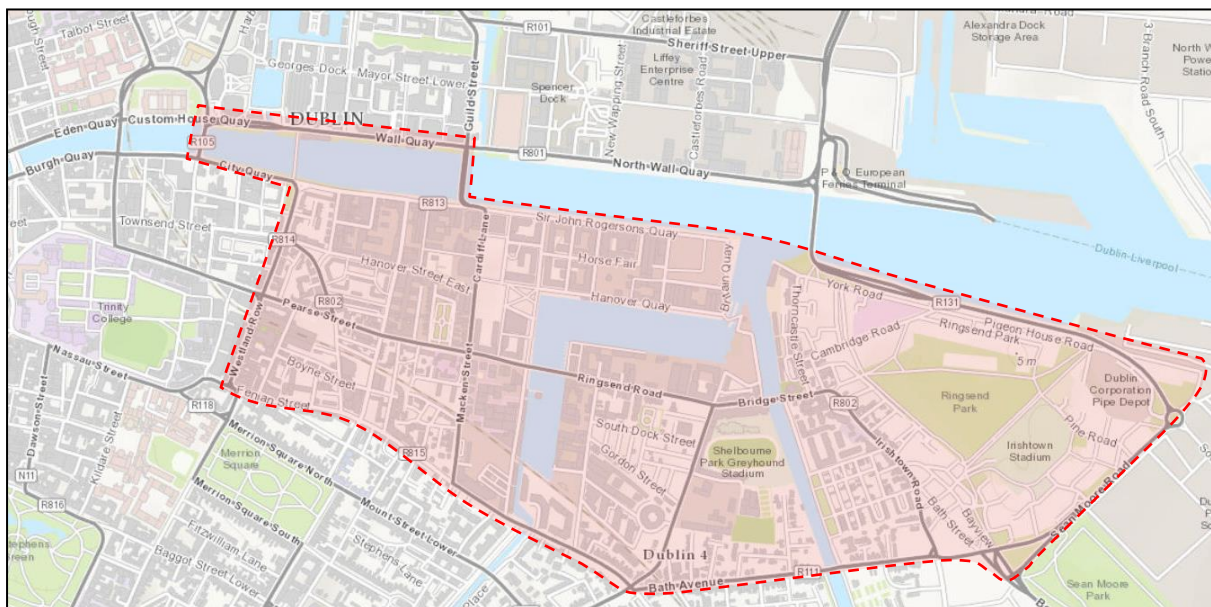 Talbot Street
R101
Castleforbes
Industrial Estate
Sheriff Street Upper
Alexandra Dock
Storage Area
3 Branch Road South
Georges Dock
Mayor Street Lower
Guild Street
Spencer
Dock
New Wapping Street
Liffey
Enterprise
Centre
Castleforbes Road
Eden Quay
Custom House Quay
DUBLIN
Wall Quay
R801
North Wall Quay
P & O European
Ferries Terminal
Burgh Quay
R105
City Quay
R813
Sir John Rogersons Quay
Dublin-Liverpool
Townsend Street
R814
Cardiff Lane
Horse Fair
Hanover Street East
Hanover Quay
Britain Quay
Thorncastle Street
York Road
R131
Pigeon House Road
Trinity
College
R802
Pearse Street
Cambridge Road
Ringsend Park
5 m
Westland Row
Boyne Street
Macken Street
Ringsend Road
Bridge Street
R802
Ringsend
Park
Dublin
Corporation
Pipe Depot
Nassau Street
R118
Fenian Street
South Dock Street
Irishtown Road
Irishtown
Stadium
Pine Road
Dawson Street
Kildare Street
Merrion
Square
Merrion Square North
R815
Gordon Street
Shelbourne
Park Greyhound
Stadium
N11
R816
Merrion Square South
Mount Street Lower
Bath Street
Bayview
Sean Moore Road
Fitzwilliam Lane
Stephens Lane
Baggot Street Lower
Place
Dublin 4
Bath Avenue
R111
Sean Moore
Park